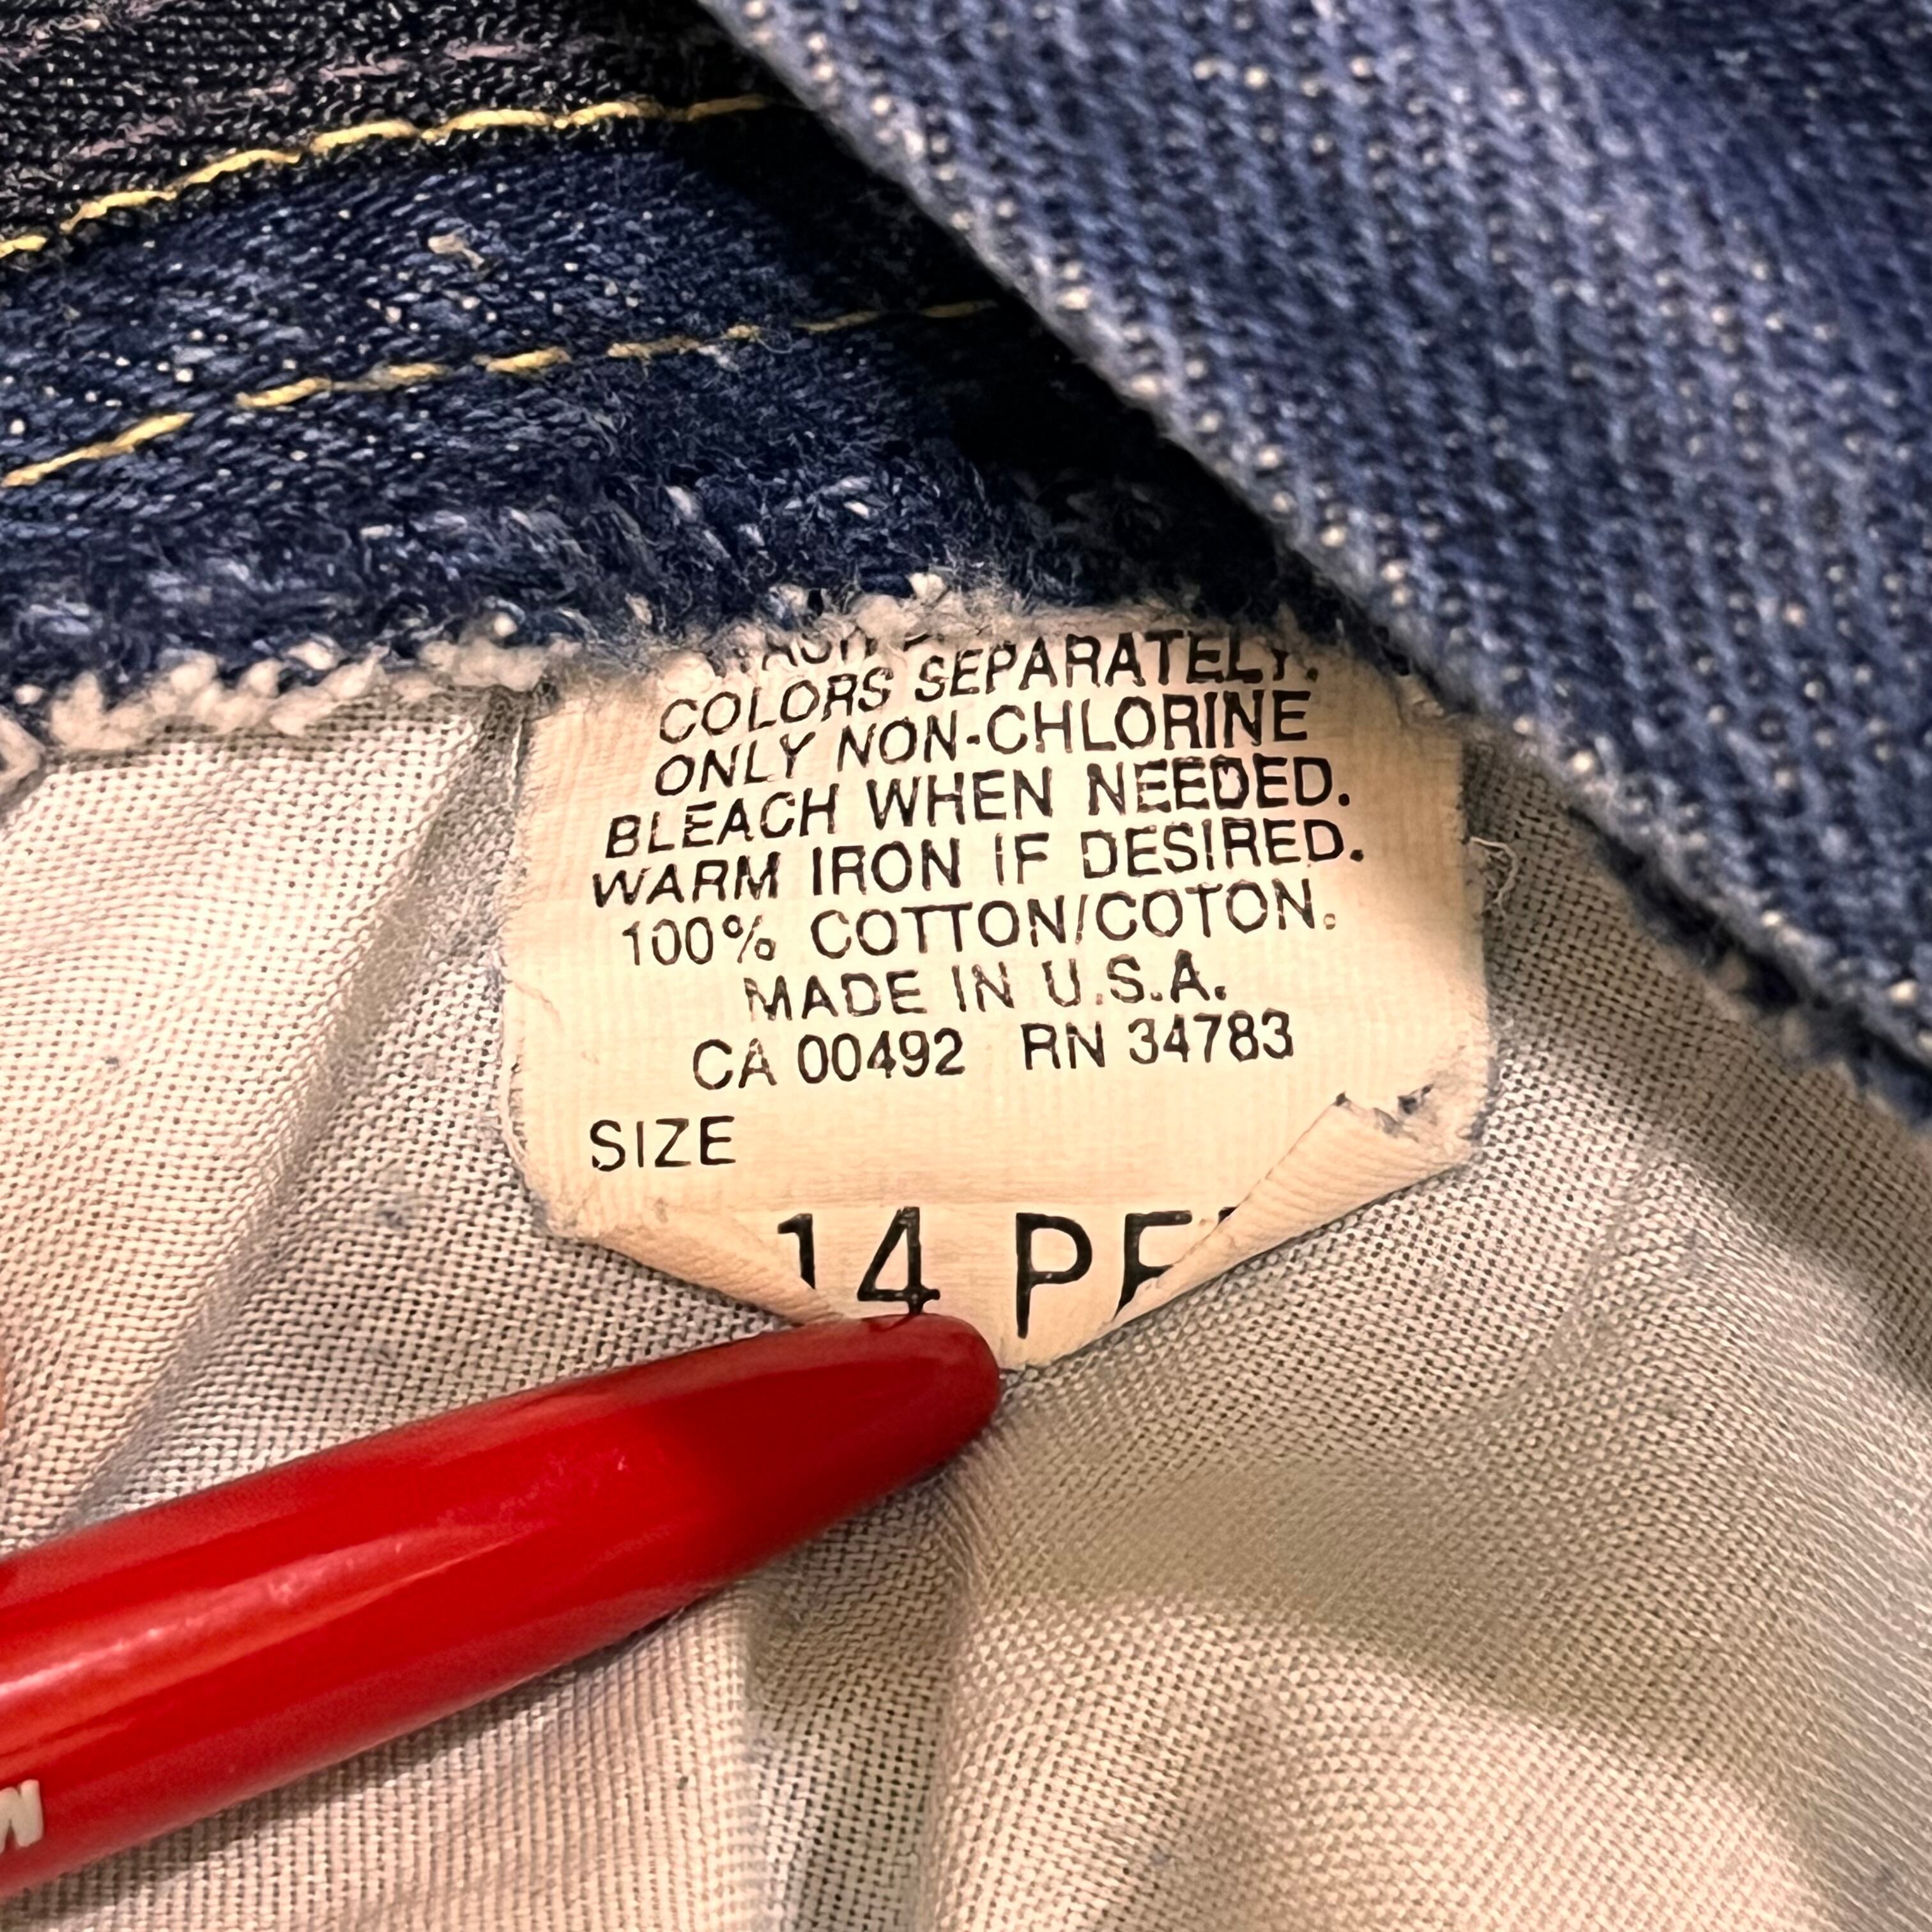 COLORS SEPARATELY.
ONLY NON-CHLORINE
BLEACH WHEN NEEDED.
WARM IRON IF DESIRED.
100% COTTON/COTON.
MADE IN U.S.A.
CA 00492 RN 34783
SIZE
14